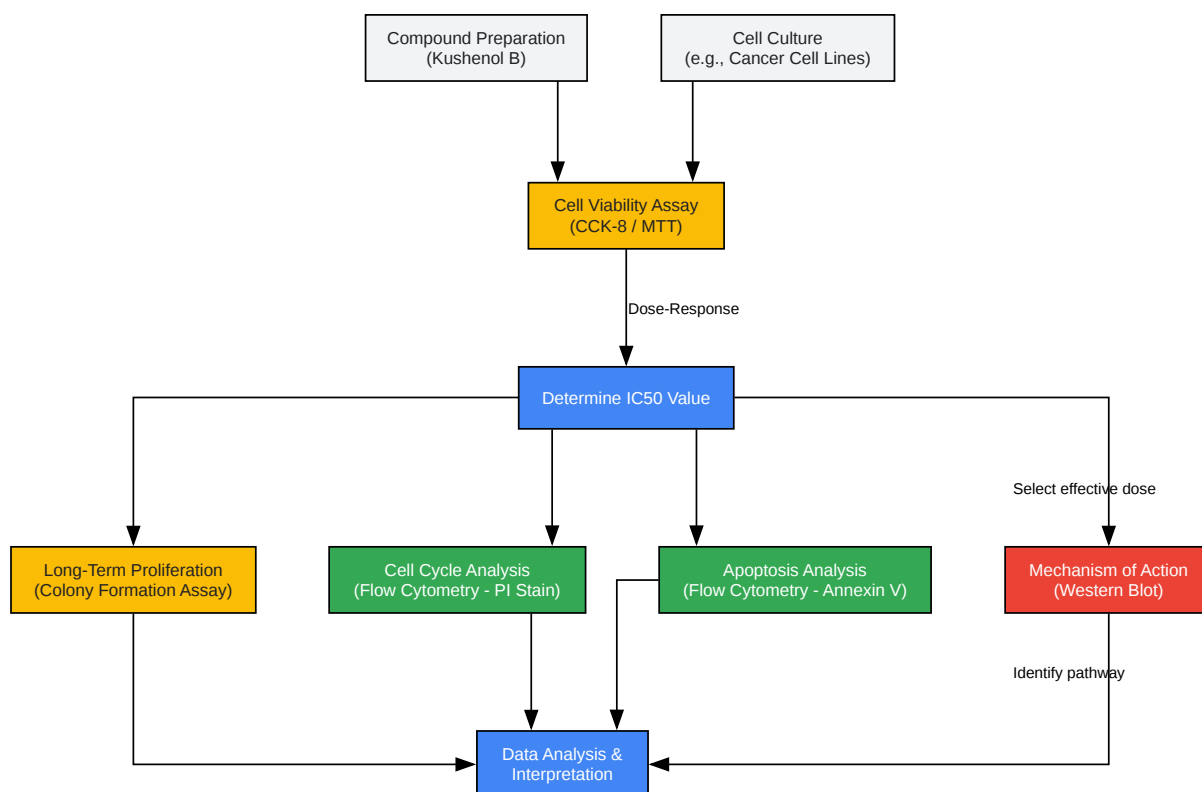 Compound Preparation
(Kushenol B)
Cell Culture
(e.g., Cancer Cell Lines)
Cell Viability Assay
(CCK-8 / MTT)
Dose-Response
Determine IC50 Value
Select effective dose
Long-Term Proliferation
(Colony Formation Assay)
Cell Cycle Analysis
(Flow Cytometry - PI Stain)
Apoptosis Analysis
(Flow Cytometry - Annexin V)
Mechanism of Action
(Western Blot)
Identify pathway
Data Analysis &
Interpretation